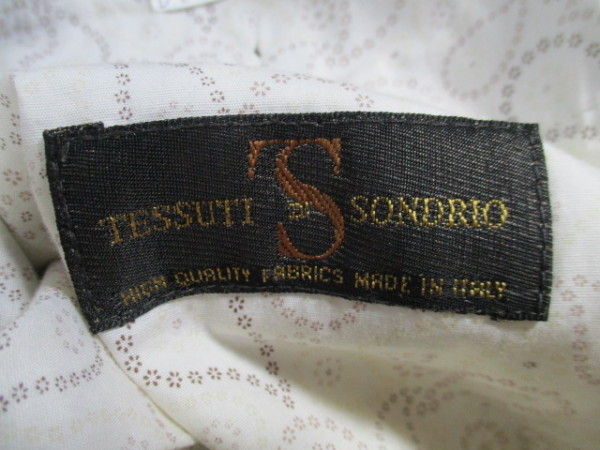 TS
TESSUTI DI SONDRIO
HIGH QUALITY FABRICS MADE IN ITALY